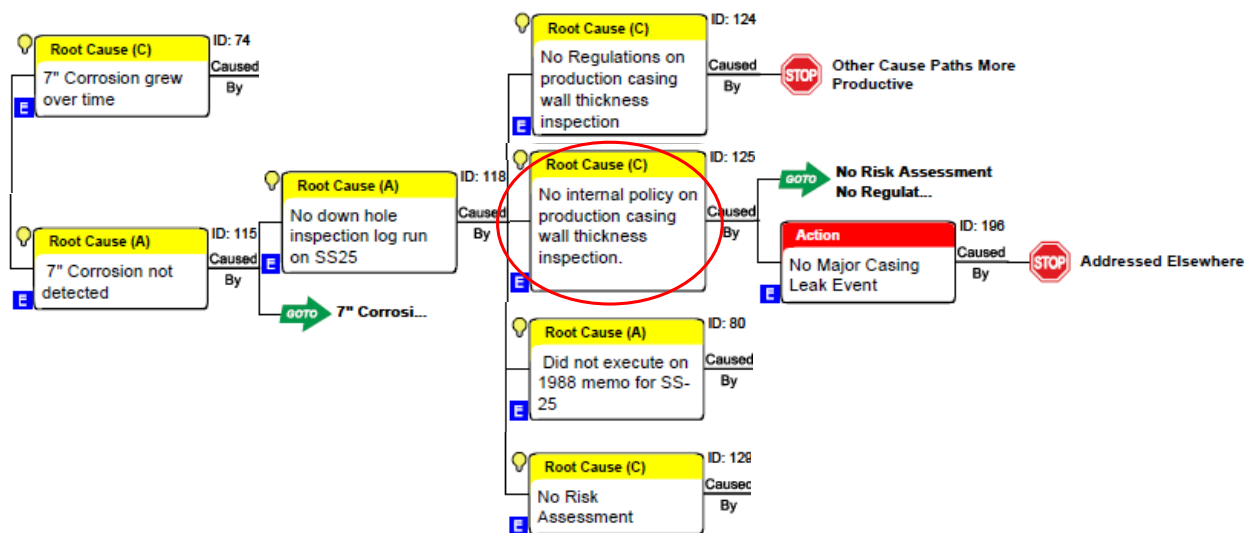 Root Cause (C)
ID: 74
7" Corrosion grew
over time
Caused
By
E
Root Cause (A)
ID: 115
7" Corrosion not
detected
Caused
By
E
Root Cause (A)
ID: 118
No down hole
inspection log run
on SS25
Caused
By
E
GOTO
7" Corrosi...
Root Cause (C)
ID: 124
No Regulations on
production casing
wall thickness
inspection
Caused
By
E
STOP
Other Cause Paths More
Productive
Root Cause (C)
ID: 125
No internal policy on
production casing
wall thickness
inspection.
Caused
By
E
GOTO
No Risk Assessment
No Regulat...
Action
ID: 196
No Major Casing
Leak Event
Caused
By
E
STOP
Addressed Elsewhere
Root Cause (A)
ID: 80
Did not execute on
1988 memo for SS-
25
Caused
By
E
Root Cause (C)
ID: 129
No Risk
Assessment
Caused
By
E